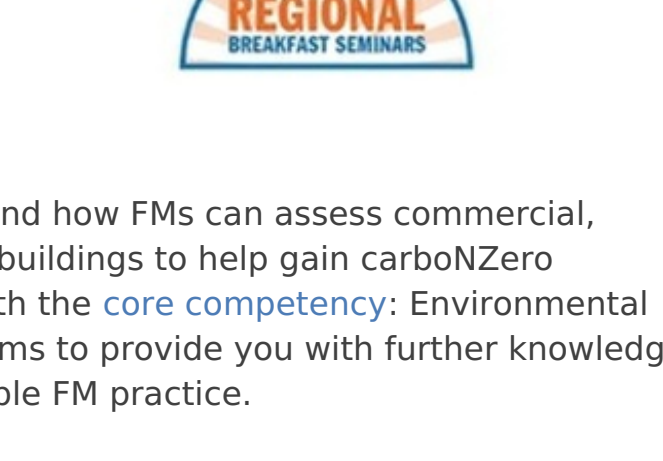 REGIONAL
BREAKFAST SEMINARS
nd how FMs can assess commercial,
buildings to help gain carboNZero
th the core competency: Environmental
ms to provide you with further knowledg
ble FM practice.